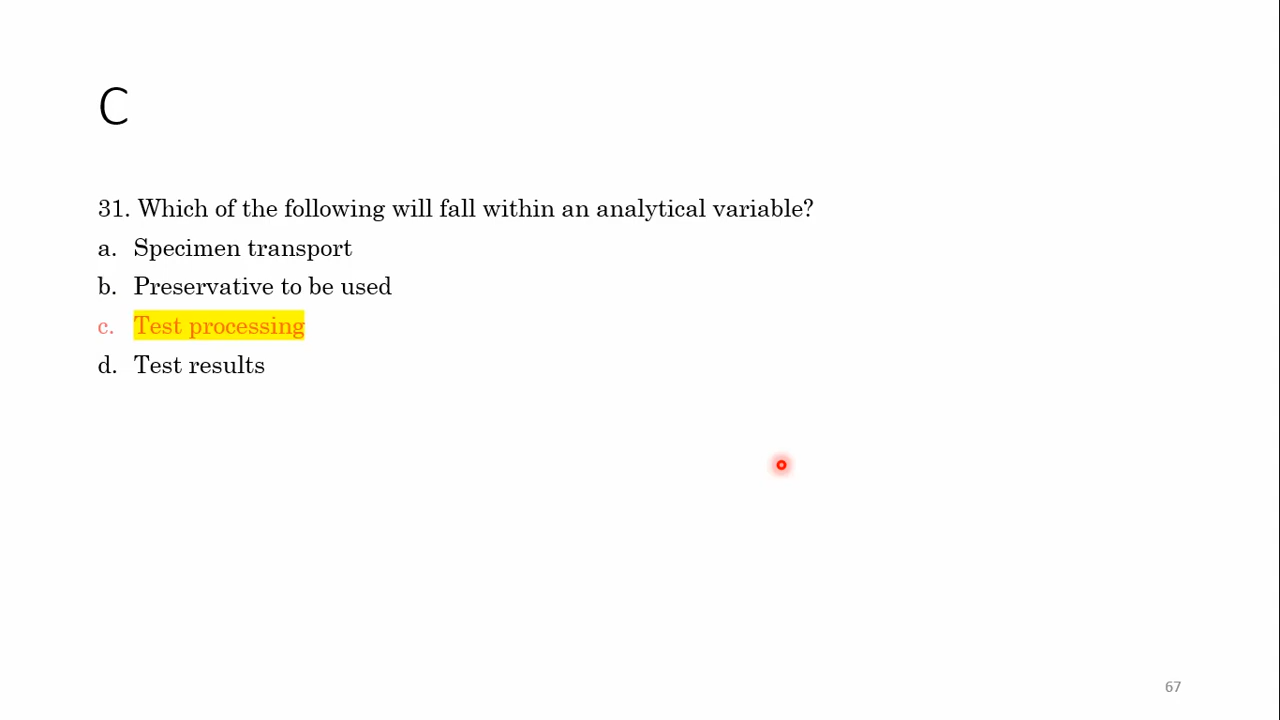 C
31. Which of the following will fall within an analytical variable?
a. Specimen transport
b. Preservative to be used
c. Test processing
d. Test results
67